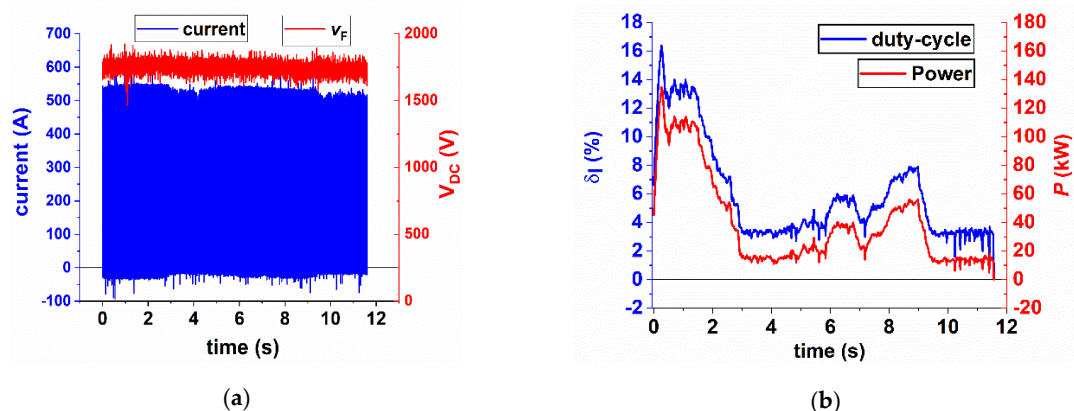 current
vF
700
600
500
400
300
200
100
0
-100
current (A)
2000
1500
1000
500
0
VDC (V)
0 2 4 6 8 10 12
time (s)
(a)
duty-cycle
Power
18
16
14
12
10
8
6
4
2
0
-2
δI (%)
180
160
140
120
100
80
60
40
20
0
-20
P (kW)
0 2 4 6 8 10 12
time (s)
(b)